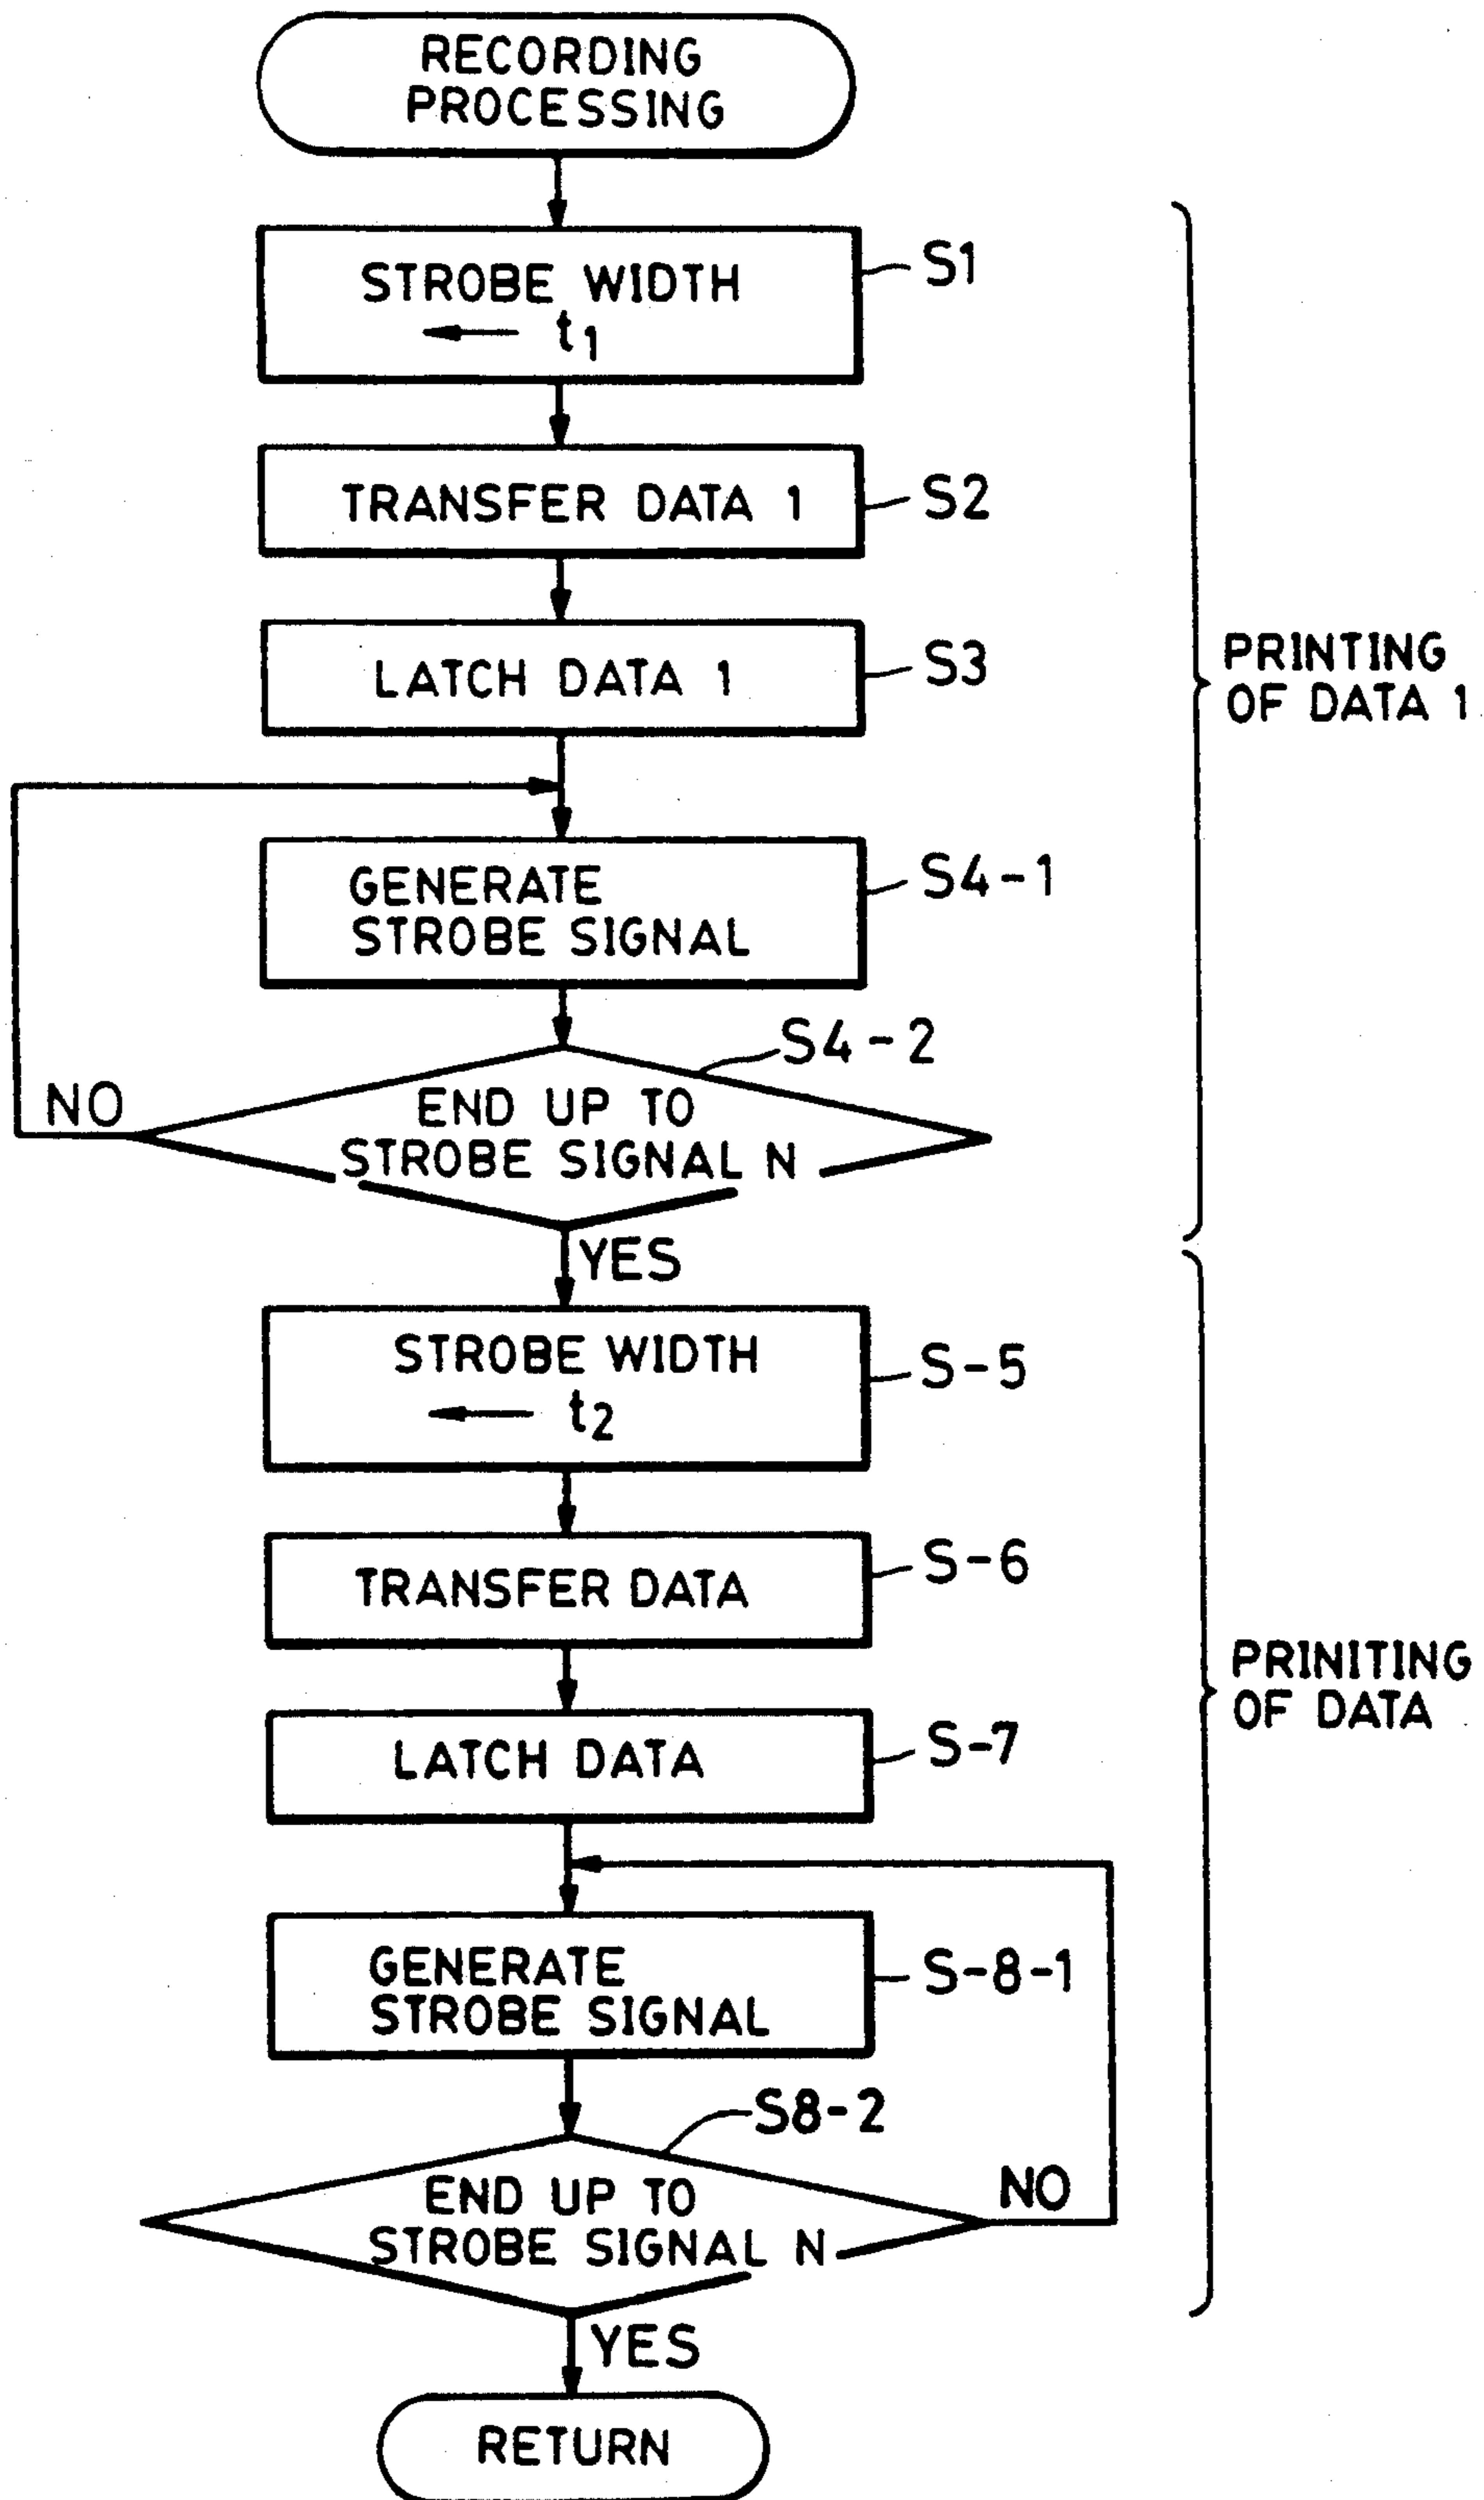 RECORDING
PROCESSING
STROBE WIDTH
← t1
S1
TRANSFER DATA 1
S2
LATCH DATA 1
S3
PRINTING
OF DATA 1
GENERATE
STROBE SIGNAL
S4-1
S4-2
NO
END UP TO
STROBE SIGNAL N
YES
STROBE WIDTH
← t2
S-5
TRANSFER DATA
S-6
PRINITING
OF DATA
LATCH DATA
S-7
GENERATE
STROBE SIGNAL
S-8-1
S8-2
END UP TO
STROBE SIGNAL N
NO
YES
RETURN